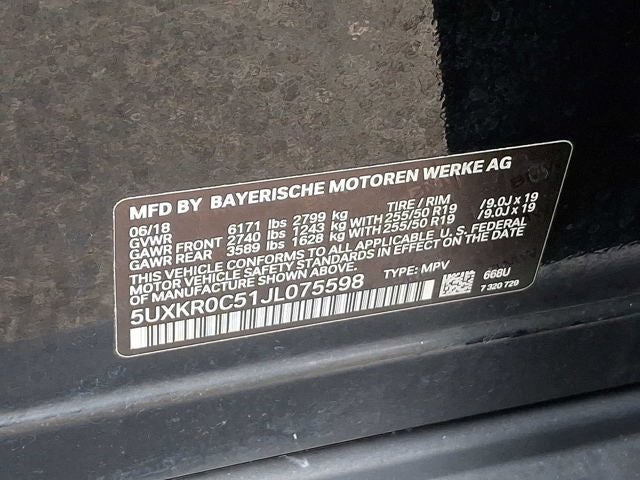 MFD BY BAYERISCHE MOTOREN WERKE AG
06/18 TIRE / RIM
GVWR 6171 lbs 2799 kg
GAWR FRONT 2740 lbs 1243 kg WITH 255/50 R19 /9.0J x 19
GAWR REAR 3589 lbs 1628 kg WITH 255/50 R19 /9.0J x 19
THIS VEHICLE CONFORMS TO ALL APPLICABLE U. S. FEDERAL
MOTOR VEHICLE SAFETY STANDARDS IN EFFECT ON THE DATE
OF MANUFACTURE SHOWN ABOVE.
5UXKR0C51JL075598 TYPE: MPV 668U
7 320 729